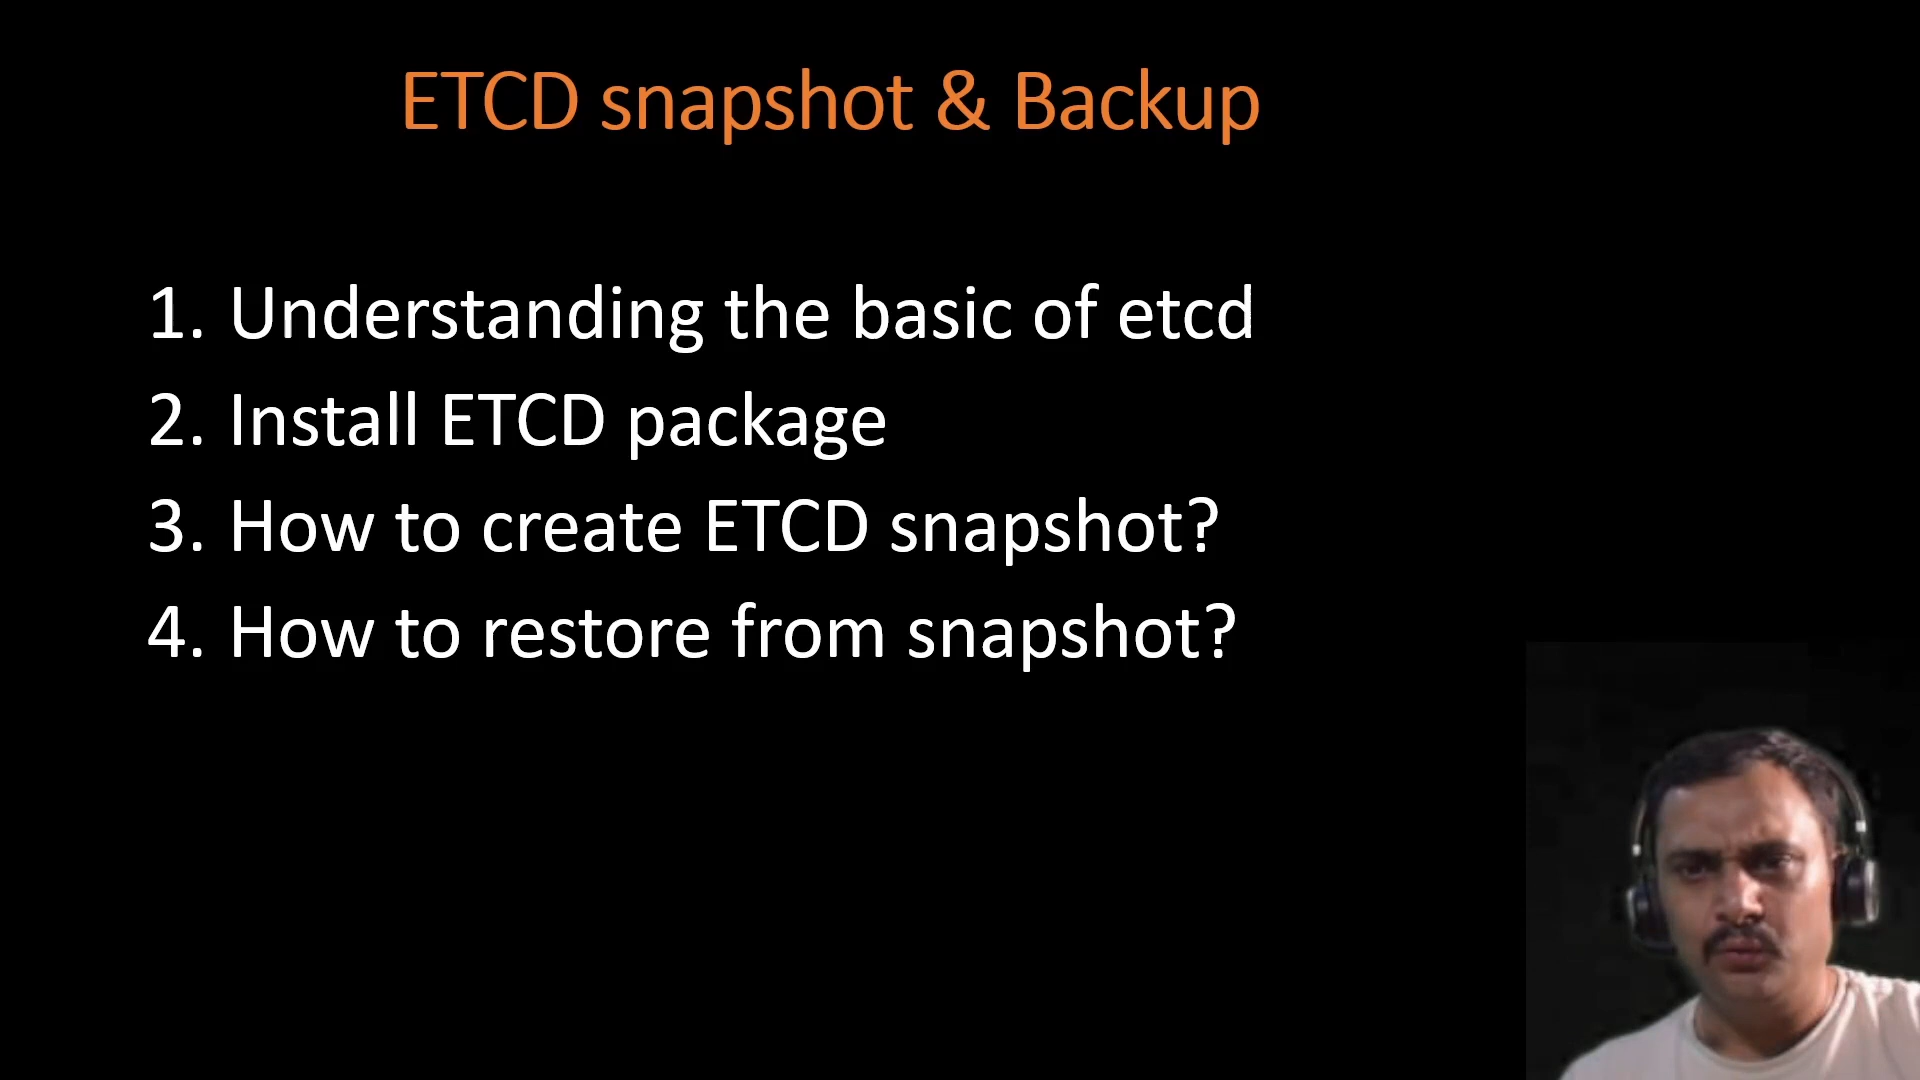 ETCD snapshot & Backup
1. Understanding the basic of etcd
2. Install ETCD package
3. How to create ETCD snapshot?
4. How to restore from snapshot?